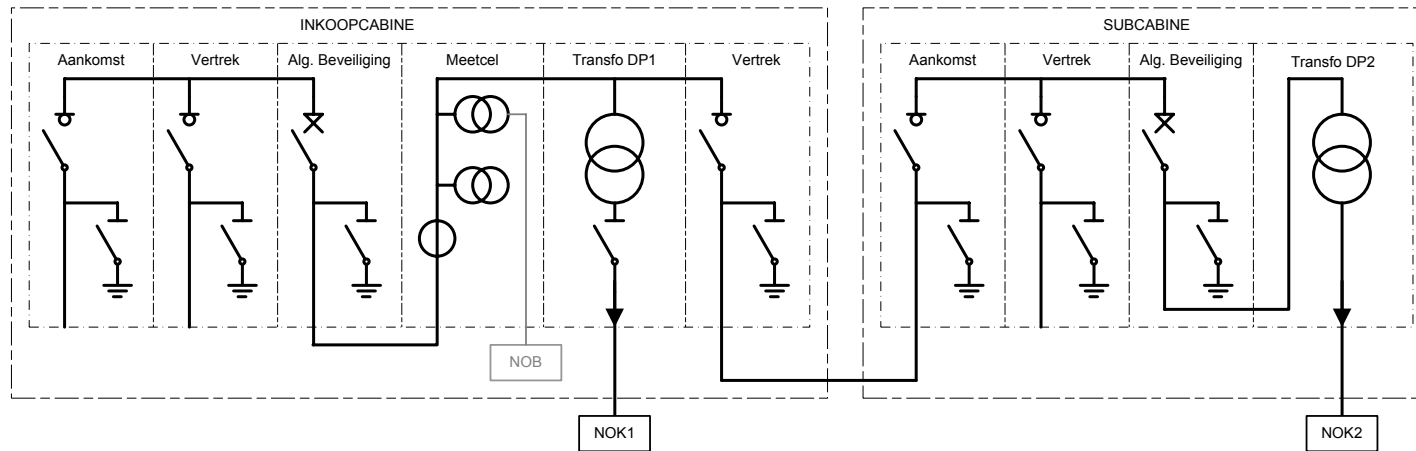 INKOOPCABINE
SUBCABINE
Aankomst
Vertrek
Alg. Beveiliging
Meetcel
Transfo DP1
Vertrek
Aankomst
Vertrek
Alg. Beveiliging
Transfo DP2
NOB
NOK1
NOK2